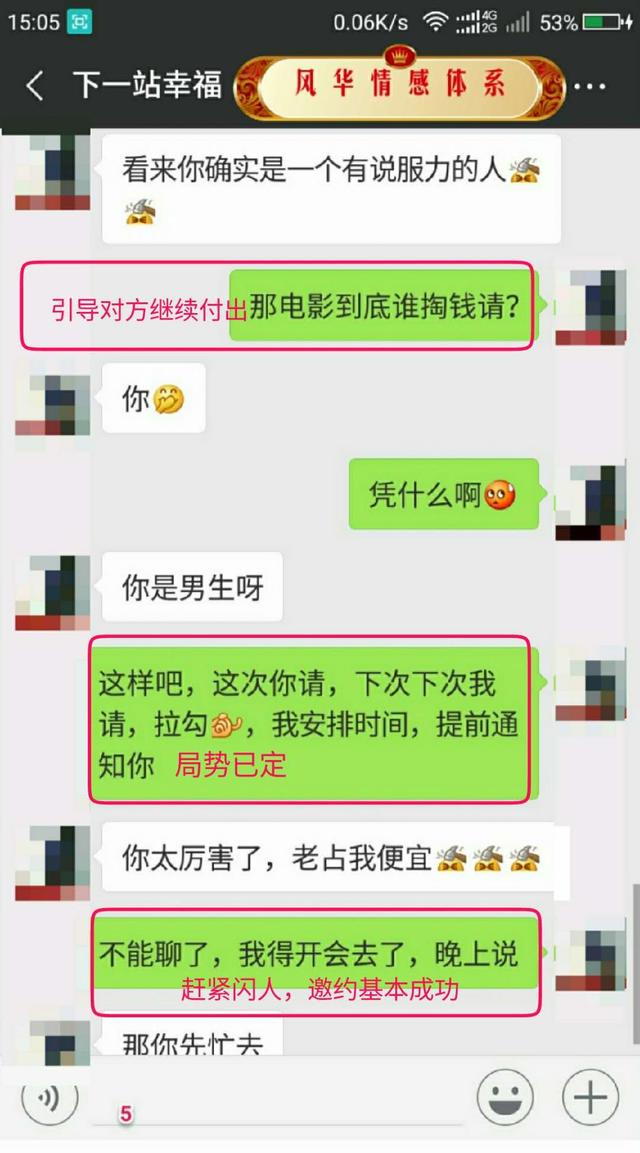 15:05 0.06K/s 4G 2G 53%
下一站幸福 风华情感体系
看来你确实是一个有说服力的人
引导对方继续付出 那电影到底谁掏钱请？
你
凭什么啊
你是男生呀
这样吧，这次你请，下次下次我
请，拉勾，我安排时间，提前通
知你 局势已定
你太厉害了，老占我便宜
不能聊了，我得开会去了，晚上说
赶紧闪人，邀约基本成功
那你先忙去
5